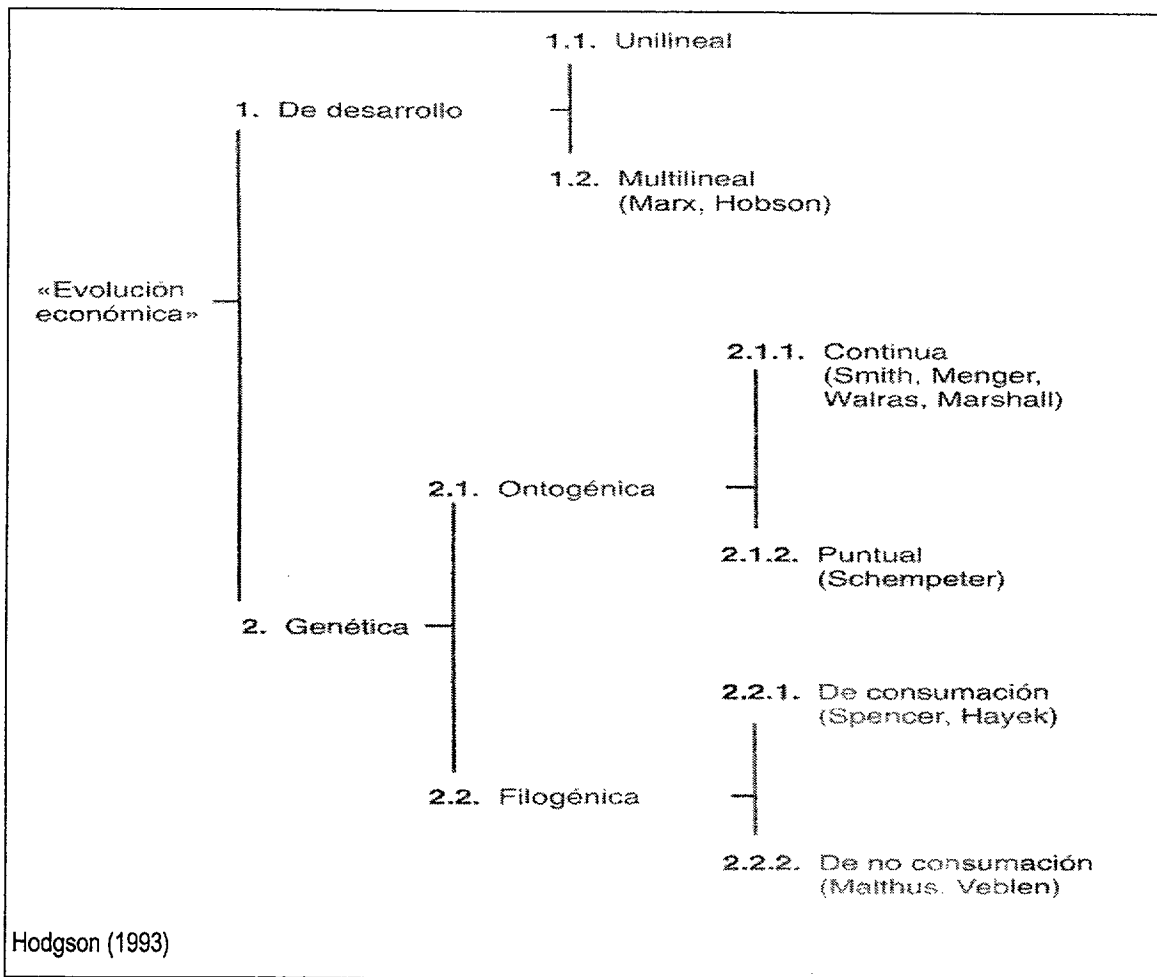 1.1. Unilineal
1. De desarrollo
1.2. Multilineal
(Marx, Hobson)
«Evolución
económica»
2.1.1. Continua
(Smith, Menger,
Walras, Marshall)
2.1. Ontogénica
2.1.2. Puntual
(Schempeter)
2. Genética
2.2.1. De consumación
(Spencer, Hayek)
2.2. Filogénica
2.2.2. De no consumación
(Malthus, Veblen)
Hodgson (1993)